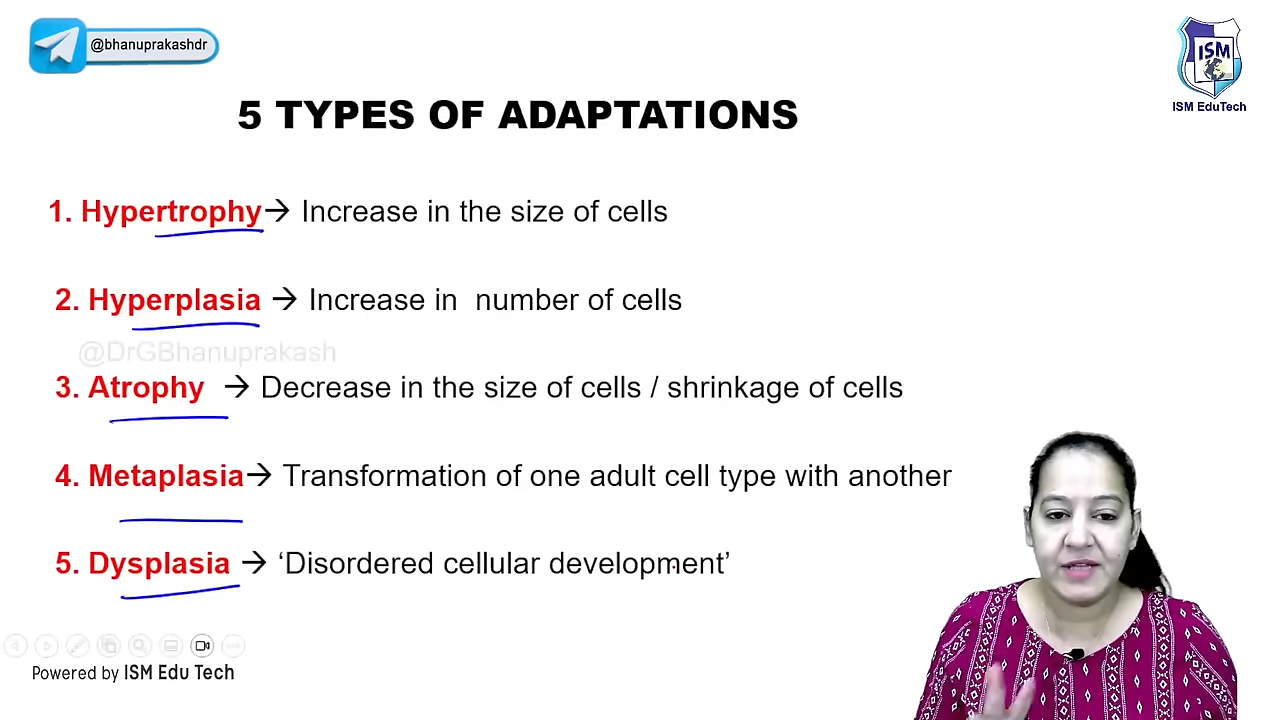 @bhanuprakashdr
ISM
ISM EduTech
5 TYPES OF ADAPTATIONS
1. Hypertrophy→ Increase in the size of cells
2. Hyperplasia → Increase in number of cells
@DrGBhanuprakash
3. Atrophy → Decrease in the size of cells / shrinkage of cells
4. Metaplasia→ Transformation of one adult cell type with another
5. Dysplasia → ‘Disordered cellular development’
Powered by ISM Edu Tech